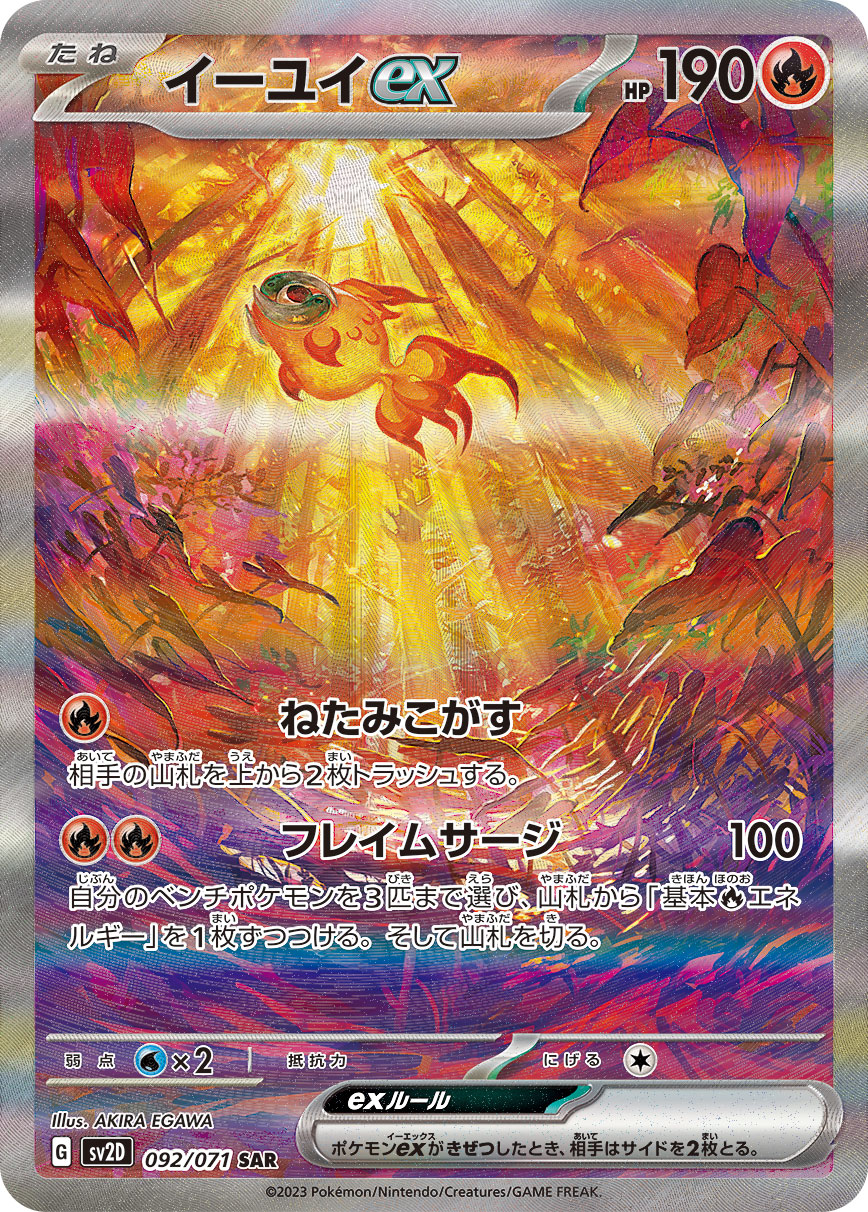 たね イーユイex HP190
ねたみこがす
相手の山札を上から2枚トラッシュする。
フレイムサージ 100
自分のベンチポケモンを3匹まで選び、山札から「基本エネ
ルギー」を1枚ずつつける。そして山札を切る。
弱点 ×2 抵抗力 にげる
Illus. AKIRA EGAWA
exルール
ポケモンexがきぜつしたとき、相手はサイドを2枚とる。
G sv2D 092/071 SAR
©2023 Pokémon/Nintendo/Creatures/GAME FREAK.